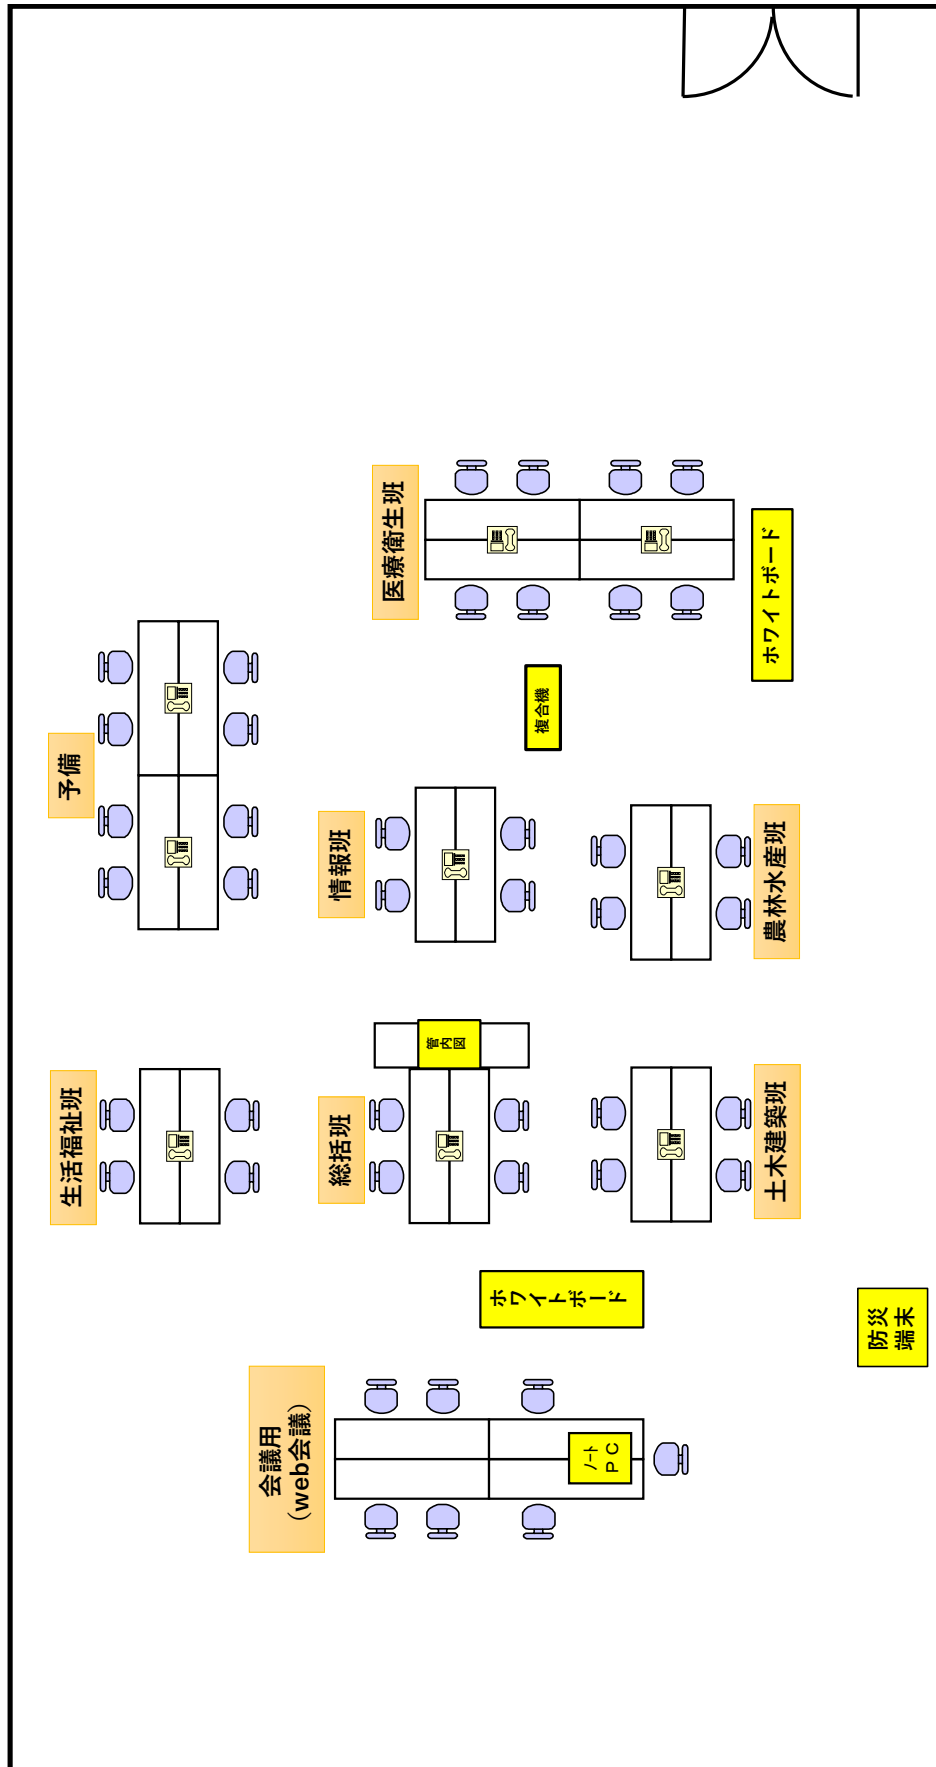 医療衛生班
ホワイトボード
複合機
予備
情報班
農林水産班
管内
図
生活福祉班
総括班
土木建築班
ホワイトボード
防災
端末
会議用
（web会議）
ノート
ＰＣ